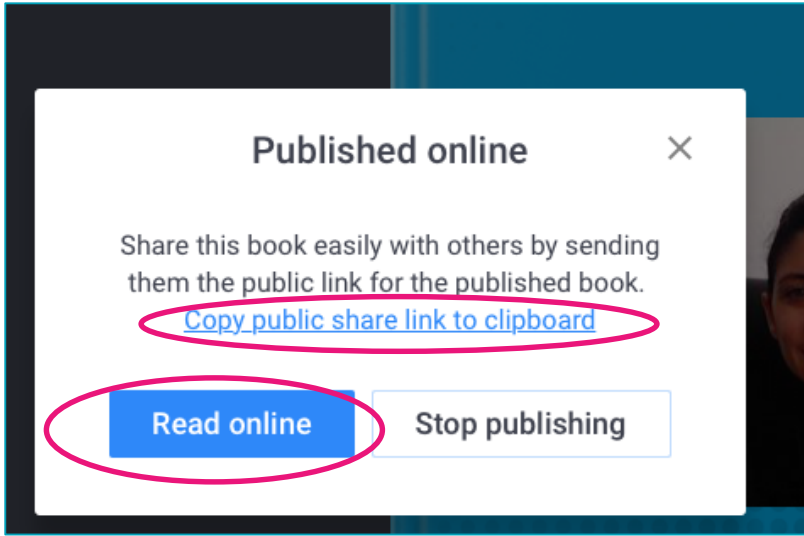 Published online
Share this book easily with others by sending
them the public link for the published book.
Copy public share link to clipboard
Read online
Stop publishing